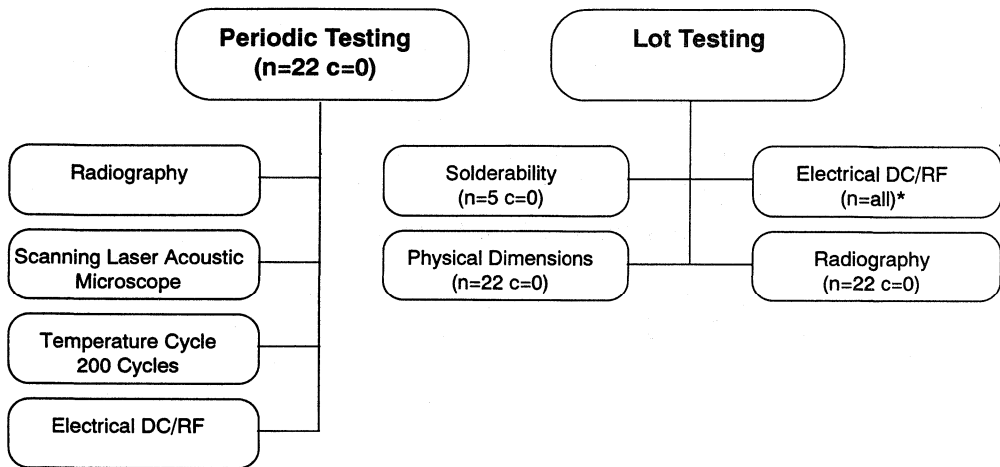 Periodic Testing
(n=22 c=0)
Radiography
Scanning Laser Acoustic
Microscope
Temperature Cycle
200 Cycles
Electrical DC/RF
Lot Testing
Solderability
(n=5 c=0)
Electrical DC/RF
(n=all)*
Physical Dimensions
(n=22 c=0)
Radiography
(n=22 c=0)